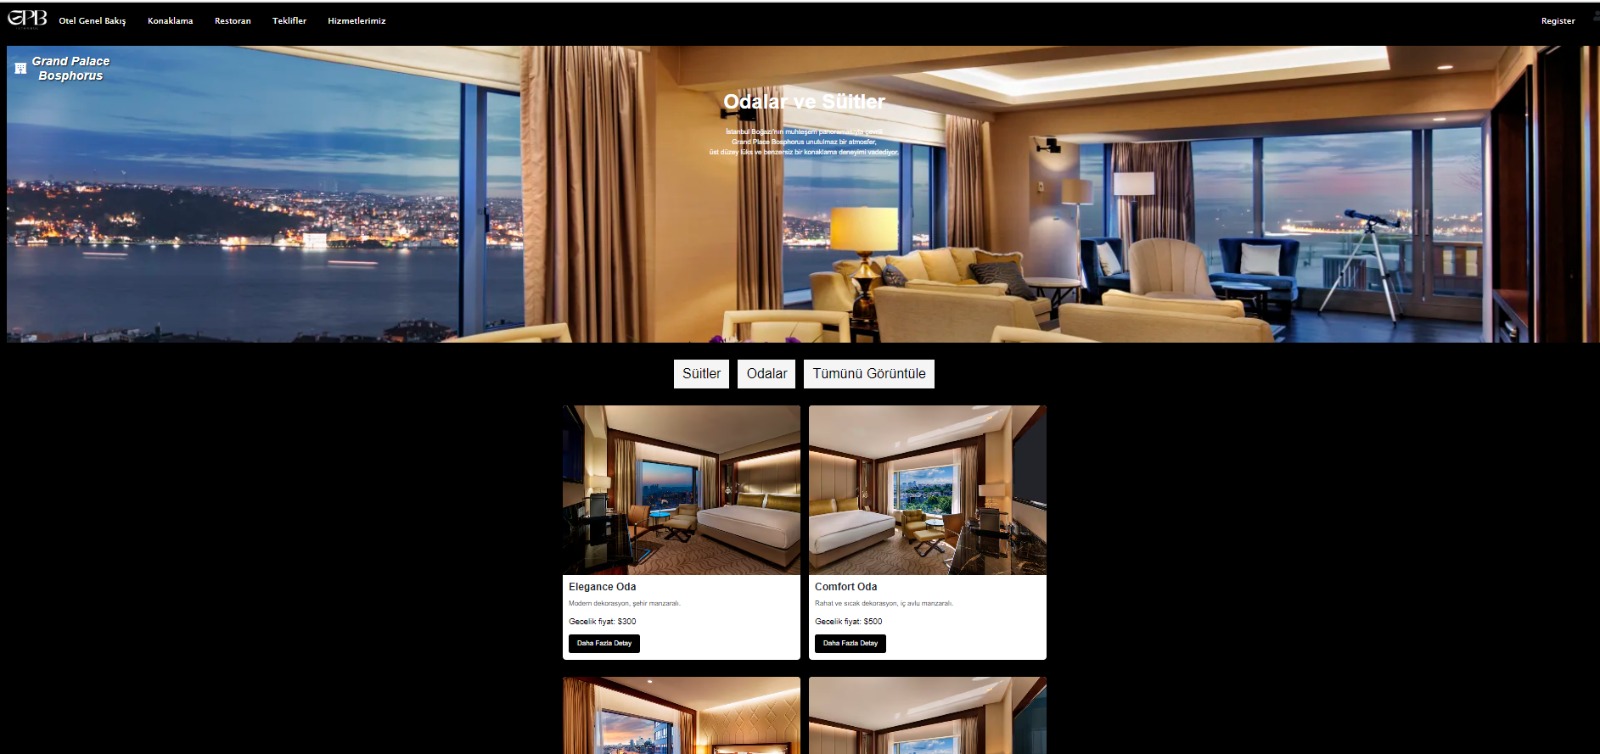 GPB
Otel Genel Bakış
Konaklama
Restoran
Teklifler
Hizmetlerimiz
Register
Grand Palace
Bosphorus
Odalar ve Süitler
İstanbul Boğazı'nın muhteşem panoramasıyla çevrili
Grand Place Bosphorus unutulmaz bir atmosfer,
üst düzey lüks ve benzersiz bir konaklama deneyimi vadediyor.
Süitler
Odalar
Tümünü Görüntüle
Elegance Oda
Modern dekorasyon, şehir manzaralı.
Gecelik fiyat: $300
Daha Fazla Detay
Comfort Oda
Rahat ve sıcak dekorasyon, iç avlu manzaralı.
Gecelik fiyat: $500
Daha Fazla Detay